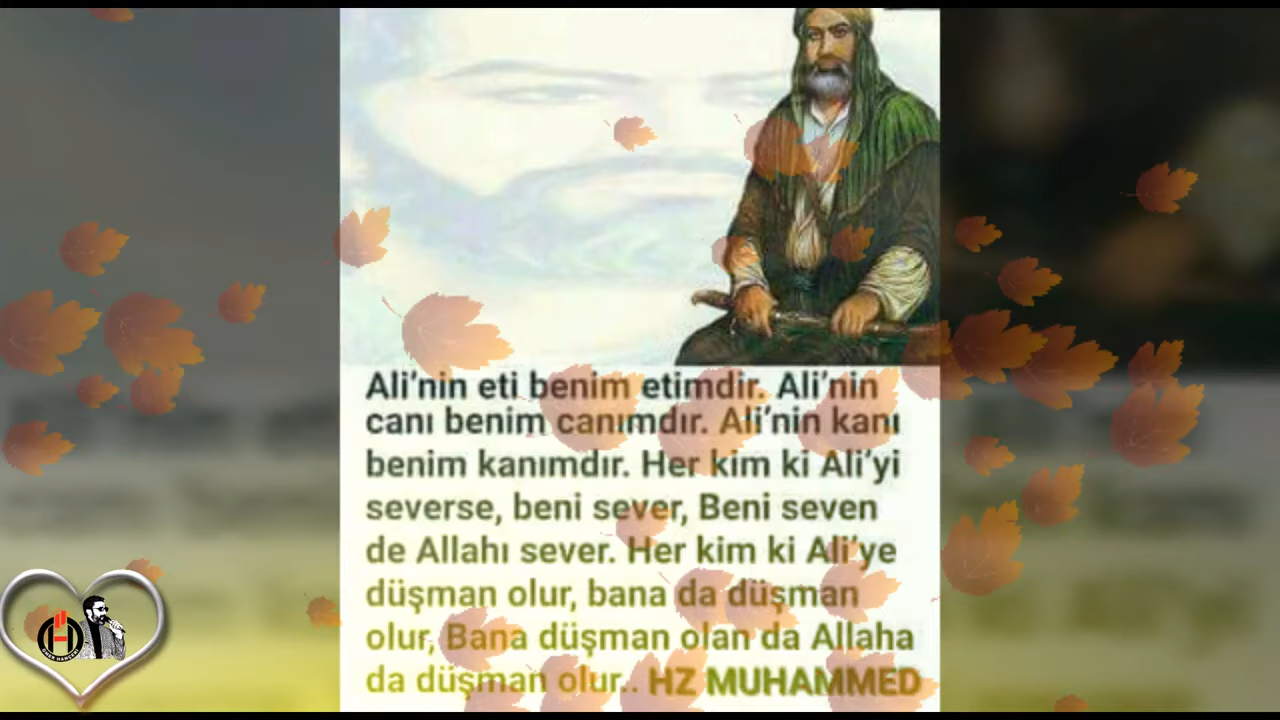 Ali’nin eti benim etimdir. Ali’nin
canı benim canımdır. Ali’nin kanı
benim kanımdır. Her kim ki Ali’yi
severse, beni sever, Beni seven
de Allahı sever. Her kim ki Ali’ye
düşman olur, bana da düşman
olur, Bana düşman olan da Allaha
da düşman olur.. HZ MUHAMMED